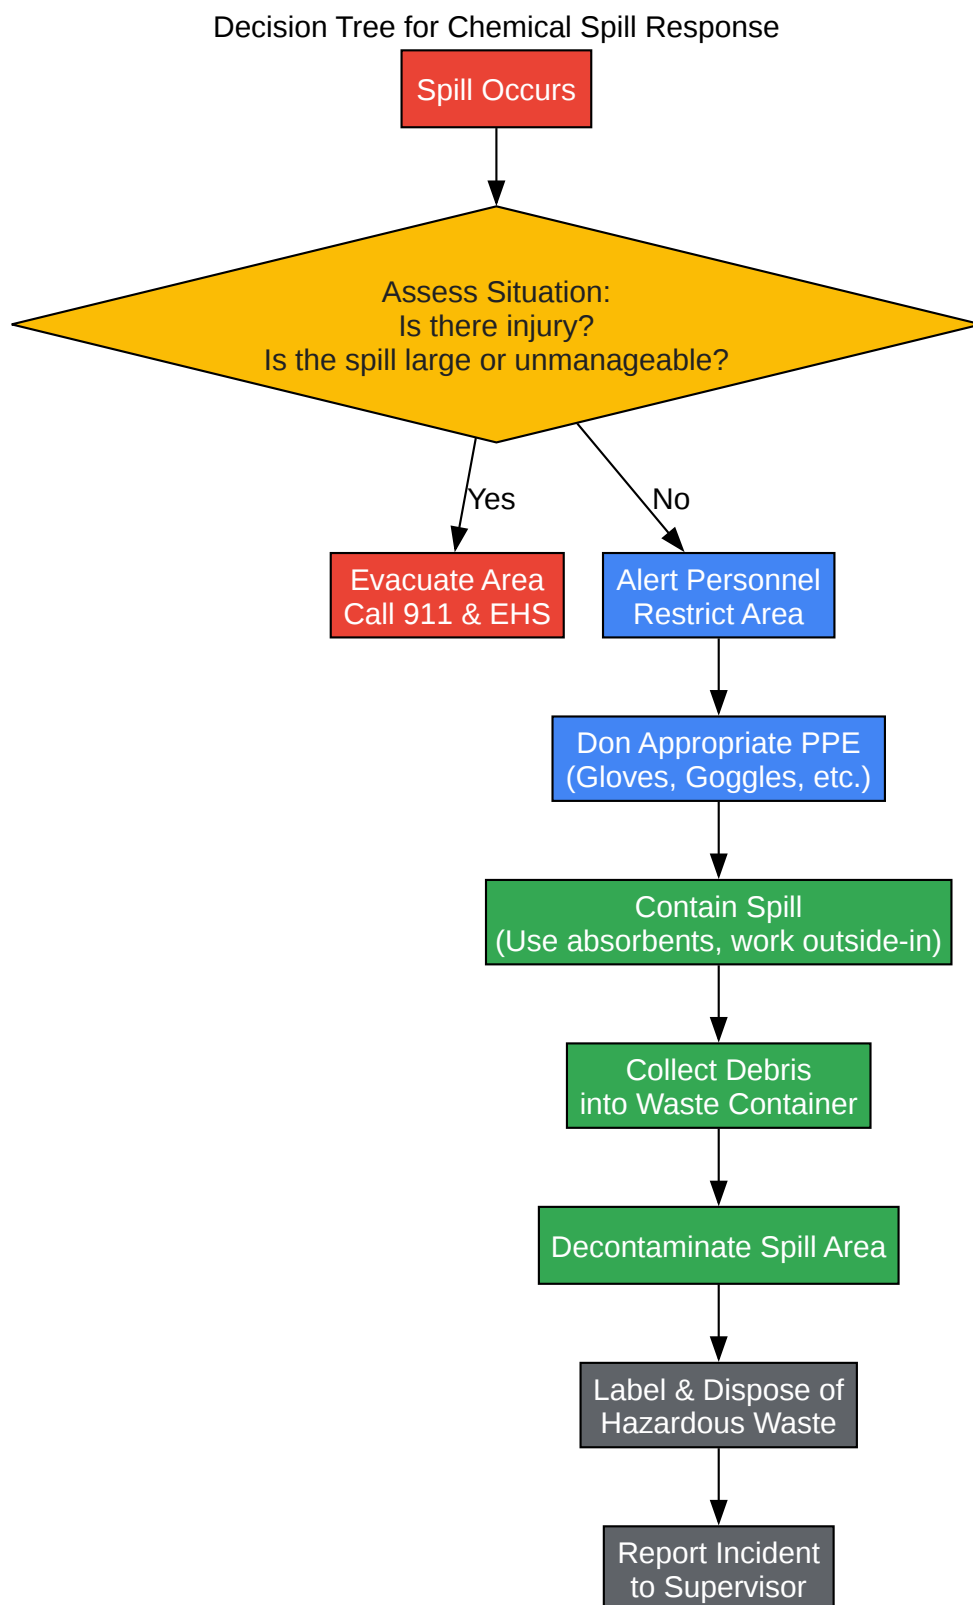 Decision Tree for Chemical Spill Response
Spill Occurs
Assess Situation:
Is there injury?
Is the spill large or unmanageable?
Yes
No
Evacuate Area
Call 911 & EHS
Alert Personnel
Restrict Area
Don Appropriate PPE
(Gloves, Goggles, etc.)
Contain Spill
(Use absorbents, work outside-in)
Collect Debris
into Waste Container
Decontaminate Spill Area
Label & Dispose of
Hazardous Waste
Report Incident
to Supervisor